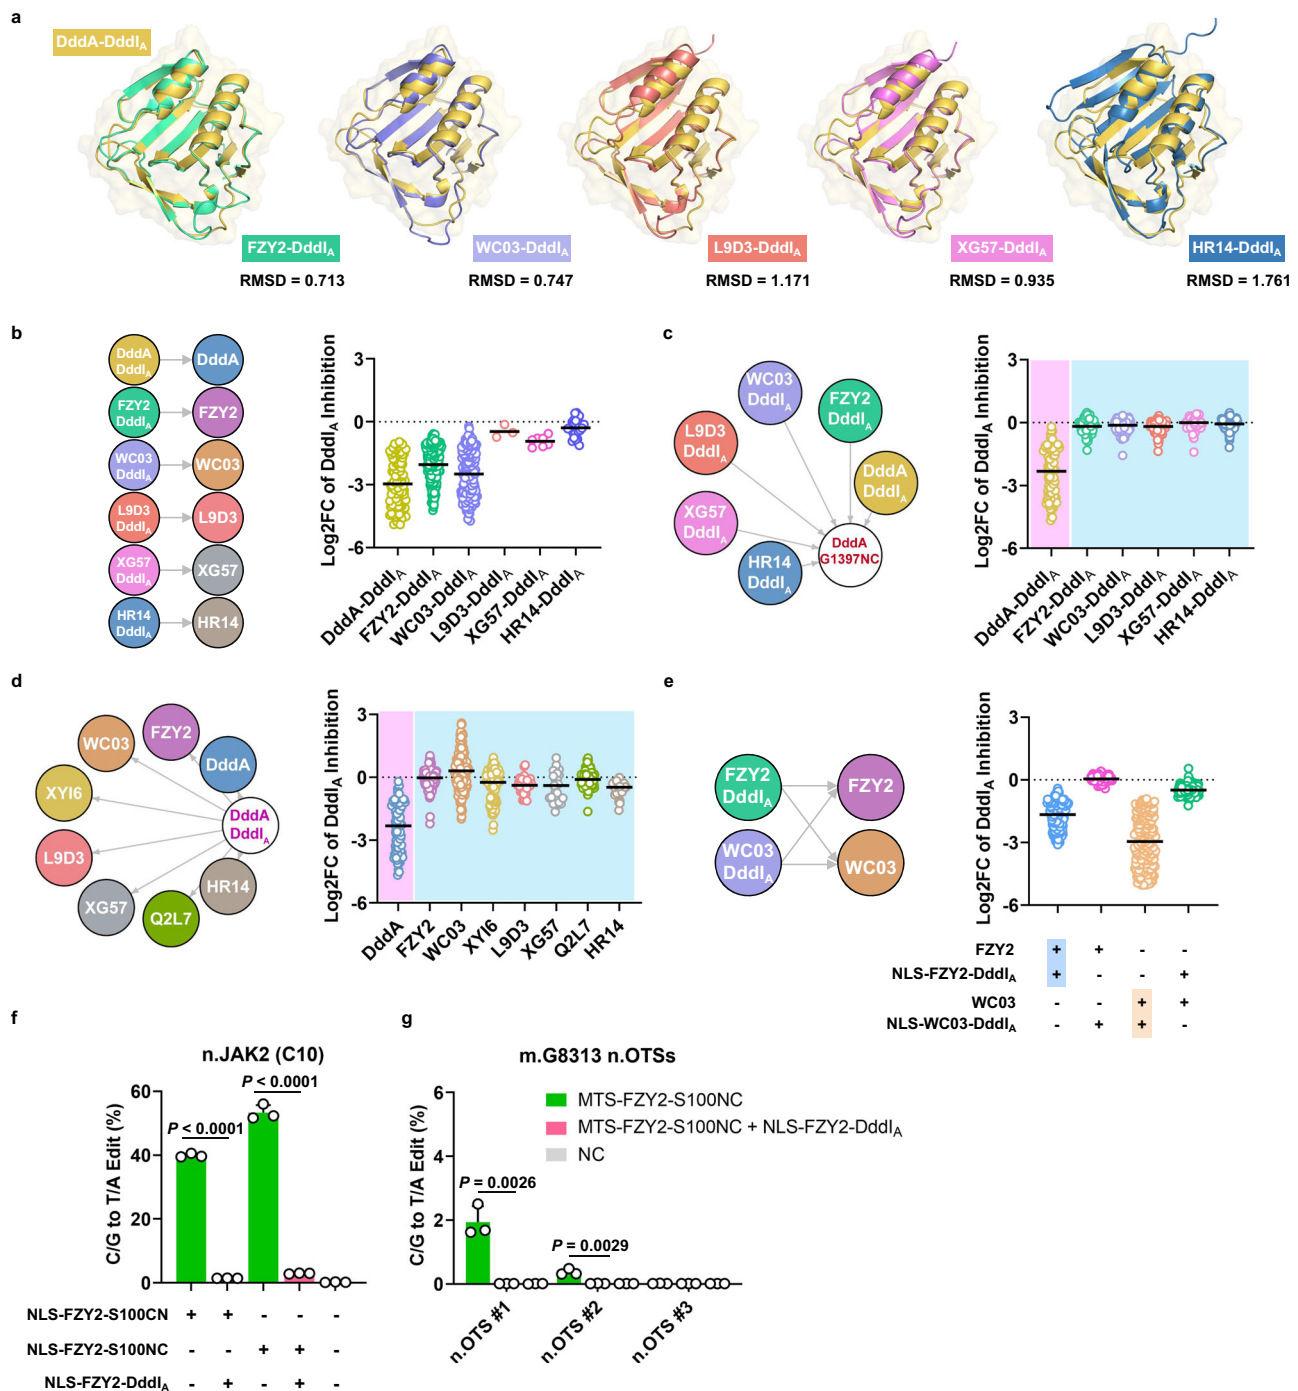 a
DddA-DddIA
FZY2-DddIA
WC03-DddIA
L9D3-DddIA
XG57-DddIA
HR14-DddIA
RMSD = 0.713
RMSD = 0.747
RMSD = 1.171
RMSD = 0.935
RMSD = 1.761
b
DddA DddIA
DddA
FZY2 DddIA
FZY2
WC03 DddIA
WC03
L9D3 DddIA
L9D3
XG57 DddIA
XG57
HR14 DddIA
HR14
Log2FC of DddIA Inhibition
3
0
-3
-6
DddA-DddIA
FZY2-DddIA
WC03-DddIA
L9D3-DddIA
XG57-DddIA
HR14-DddIA
c
WC03 DddIA
FZY2 DddIA
L9D3 DddIA
DddA DddIA
XG57 DddIA
HR14 DddIA
DddA G1397NC
Log2FC of DddIA Inhibition
3
0
-3
-6
DddA-DddIA
FZY2-DddIA
WC03-DddIA
L9D3-DddIA
XG57-DddIA
HR14-DddIA
d
FZY2
WC03
DddA
XYI6
DddA DddIA
L9D3
HR14
XG57
Q2L7
Log2FC of DddIA Inhibition
3
0
-3
-6
DddA
FZY2
WC03
XYI6
L9D3
XG57
Q2L7
HR14
e
FZY2 DddIA
FZY2
WC03 DddIA
WC03
Log2FC of DddIA Inhibition
3
0
-3
-6
FZY2 + + - -
NLS-FZY2-DddIA + - - +
WC03 - - + +
NLS-WC03-DddIA - + + -
f
n.JAK2 (C10)
C/G to T/A Edit (%)
60
40
20
0
P < 0.0001
P < 0.0001
NLS-FZY2-S100CN + + - - -
NLS-FZY2-S100NC - - + + -
NLS-FZY2-DddIA - + - + -
g
m.G8313 n.OTSs
C/G to T/A Edit (%)
6
4
2
0
MTS-FZY2-S100NC
MTS-FZY2-S100NC + NLS-FZY2-DddIA
NC
P = 0.0026
P = 0.0029
n.OTS #1
n.OTS #2
n.OTS #3